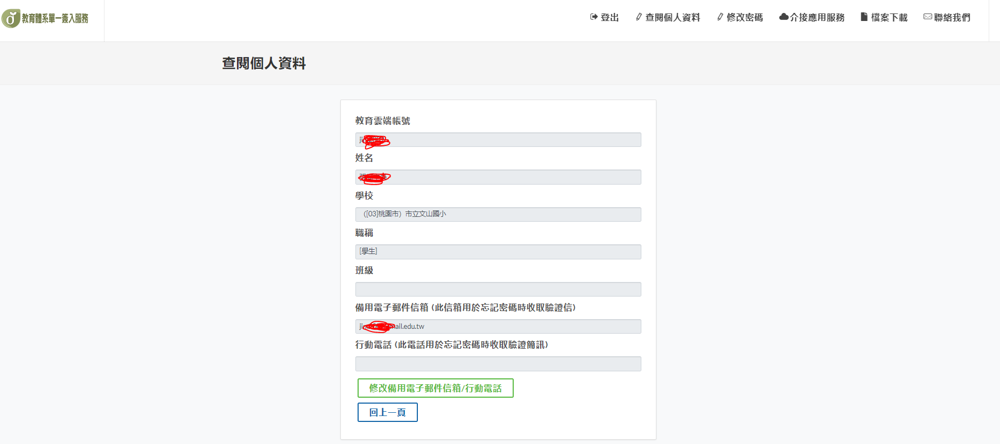 教育體系單一簽入服務
登出 查閱個人資料 修改密碼 介接應用服務 檔案下載 聯絡我們
查閱個人資料
教育雲端帳號
姓名
學校
([03]桃園市) 市立文山國小
職稱
[學生]
班級
備用電子郵件信箱 (此信箱用於忘記密碼時收取驗證信)
mail.edu.tw
行動電話 (此電話用於忘記密碼時收取驗證簡訊)
修改備用電子郵件信箱/行動電話
回上一頁